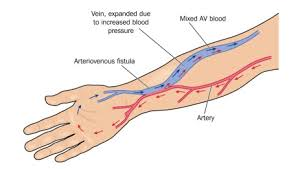 Vein, expanded due
to increased blood
pressure
Mixed AV blood
Arteriovenous fistula
Artery